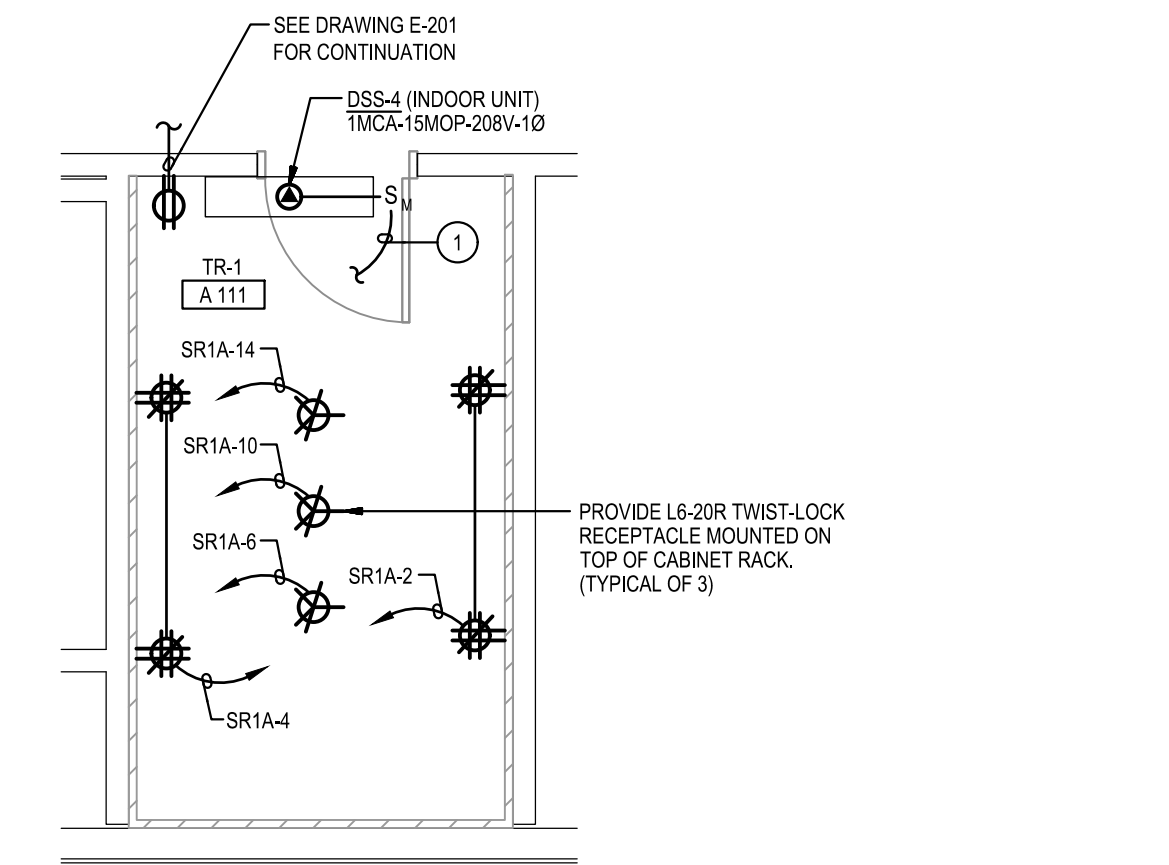 SEE DRAWING E-201
FOR CONTINUATION
DSS-4 (INDOOR UNIT)
1MCA-15MOP-208V-1Ø
S M
1
TR-1
A 111
SR1A-14
SR1A-10
PROVIDE L6-20R TWIST-LOCK
RECEPTACLE MOUNTED ON
TOP OF CABINET RACK.
(TYPICAL OF 3)
SR1A-6
SR1A-2
SR1A-4